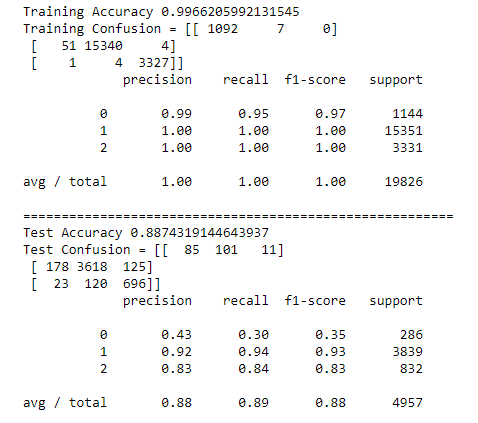 Training Accuracy 0.9966205992131545
Training Confusion = [[ 1092     7     0]
 [   51 15340     4]
 [    1     4  3327]]
             precision    recall  f1-score   support

          0       0.99      0.95      0.97      1144
          1       1.00      1.00      1.00     15351
          2       1.00      1.00      1.00      3331

avg / total       1.00      1.00      1.00     19826

=========================================================
Test Accuracy 0.8874319144643937
Test Confusion = [[  85  101   11]
 [ 178 3618  125]
 [  23  120  696]]
             precision    recall  f1-score   support

          0       0.43      0.30      0.35       286
          1       0.92      0.94      0.93      3839
          2       0.83      0.84      0.83       832

avg / total       0.88      0.89      0.88      4957